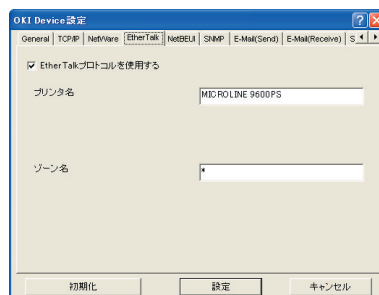 OKI Device設定
General TCP/IP NetWare EtherTalk NetBEUI SNMP E-Mail(Send) E-Mail(Receive) S
EtherTalkプロトコルを使用する
プリンタ名 MICROLINE 9600PS
ゾーン名 *
初期化 設定 キャンセル